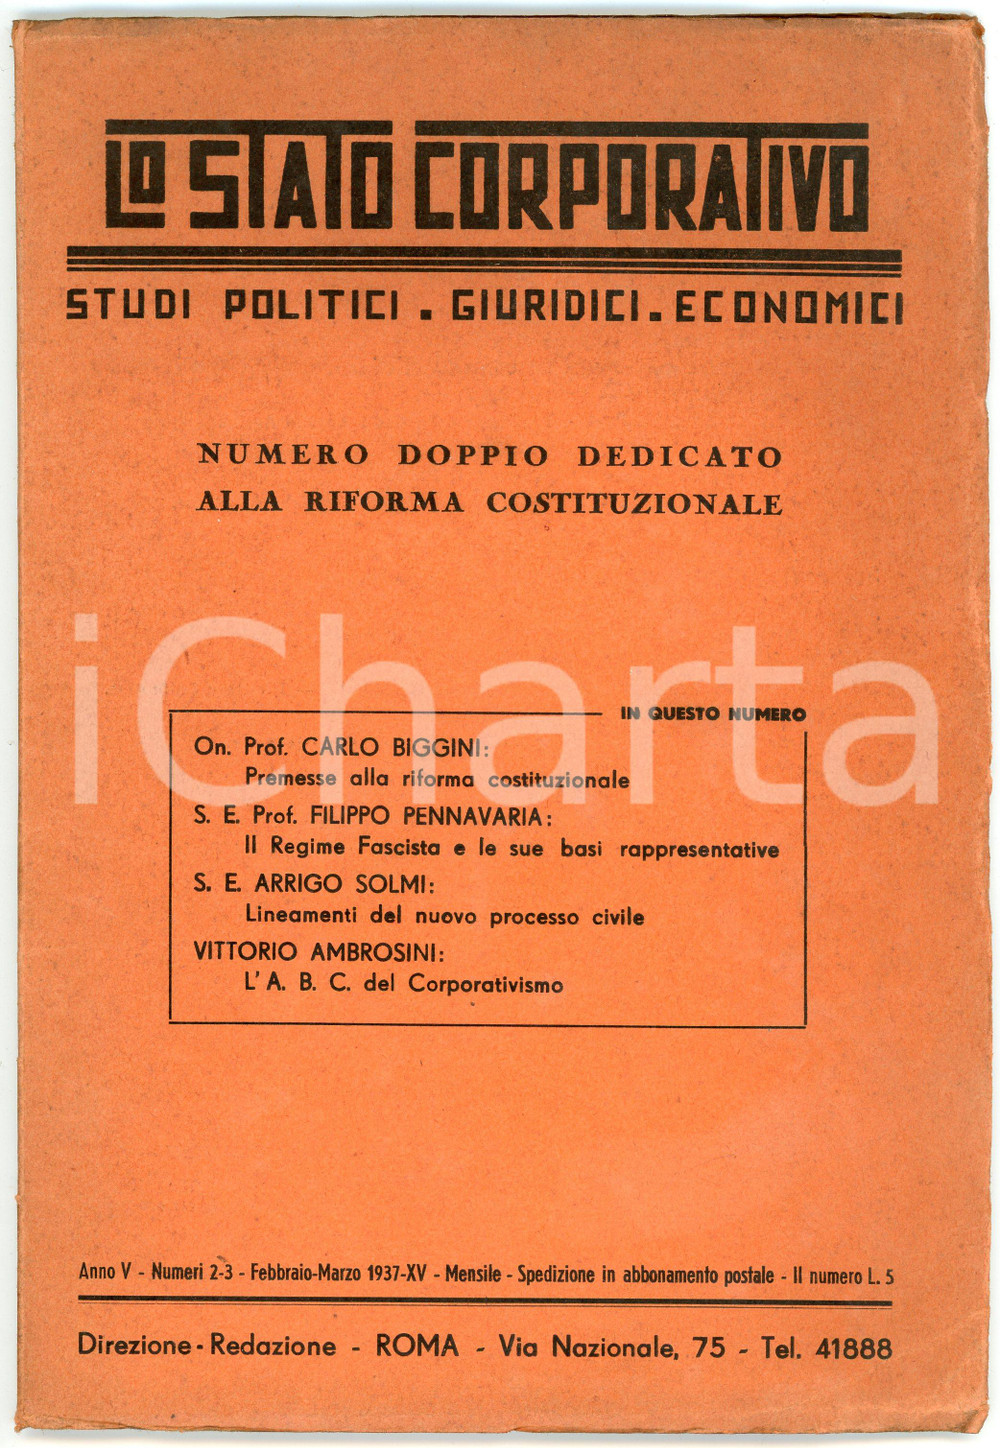 LO STATO CORPORATIVO
STUDI POLITICI . GIURIDICI . ECONOMICI
NUMERO DOPPIO DEDICATO
ALLA RIFORMA COSTITUZIONALE
iCharta
IN QUESTO NUMERO
On. Prof. CARLO BIGGINI:
Premesse alla riforma costituzionale
S. E. Prof. FILIPPO PENNAVARIA:
Il Regime Fascista e le sue basi rappresentative
S. E. ARRIGO SOLMI:
Lineamenti del nuovo processo civile
VITTORIO AMBROSINI:
L'A. B. C. del Corporativismo
Anno V - Numeri 2-3 - Febbraio-Marzo 1937-XV - Mensile - Spedizione in abbonamento postale - Il numero L. 5
Direzione - Redazione - ROMA - Via Nazionale, 75 - Tel. 41888